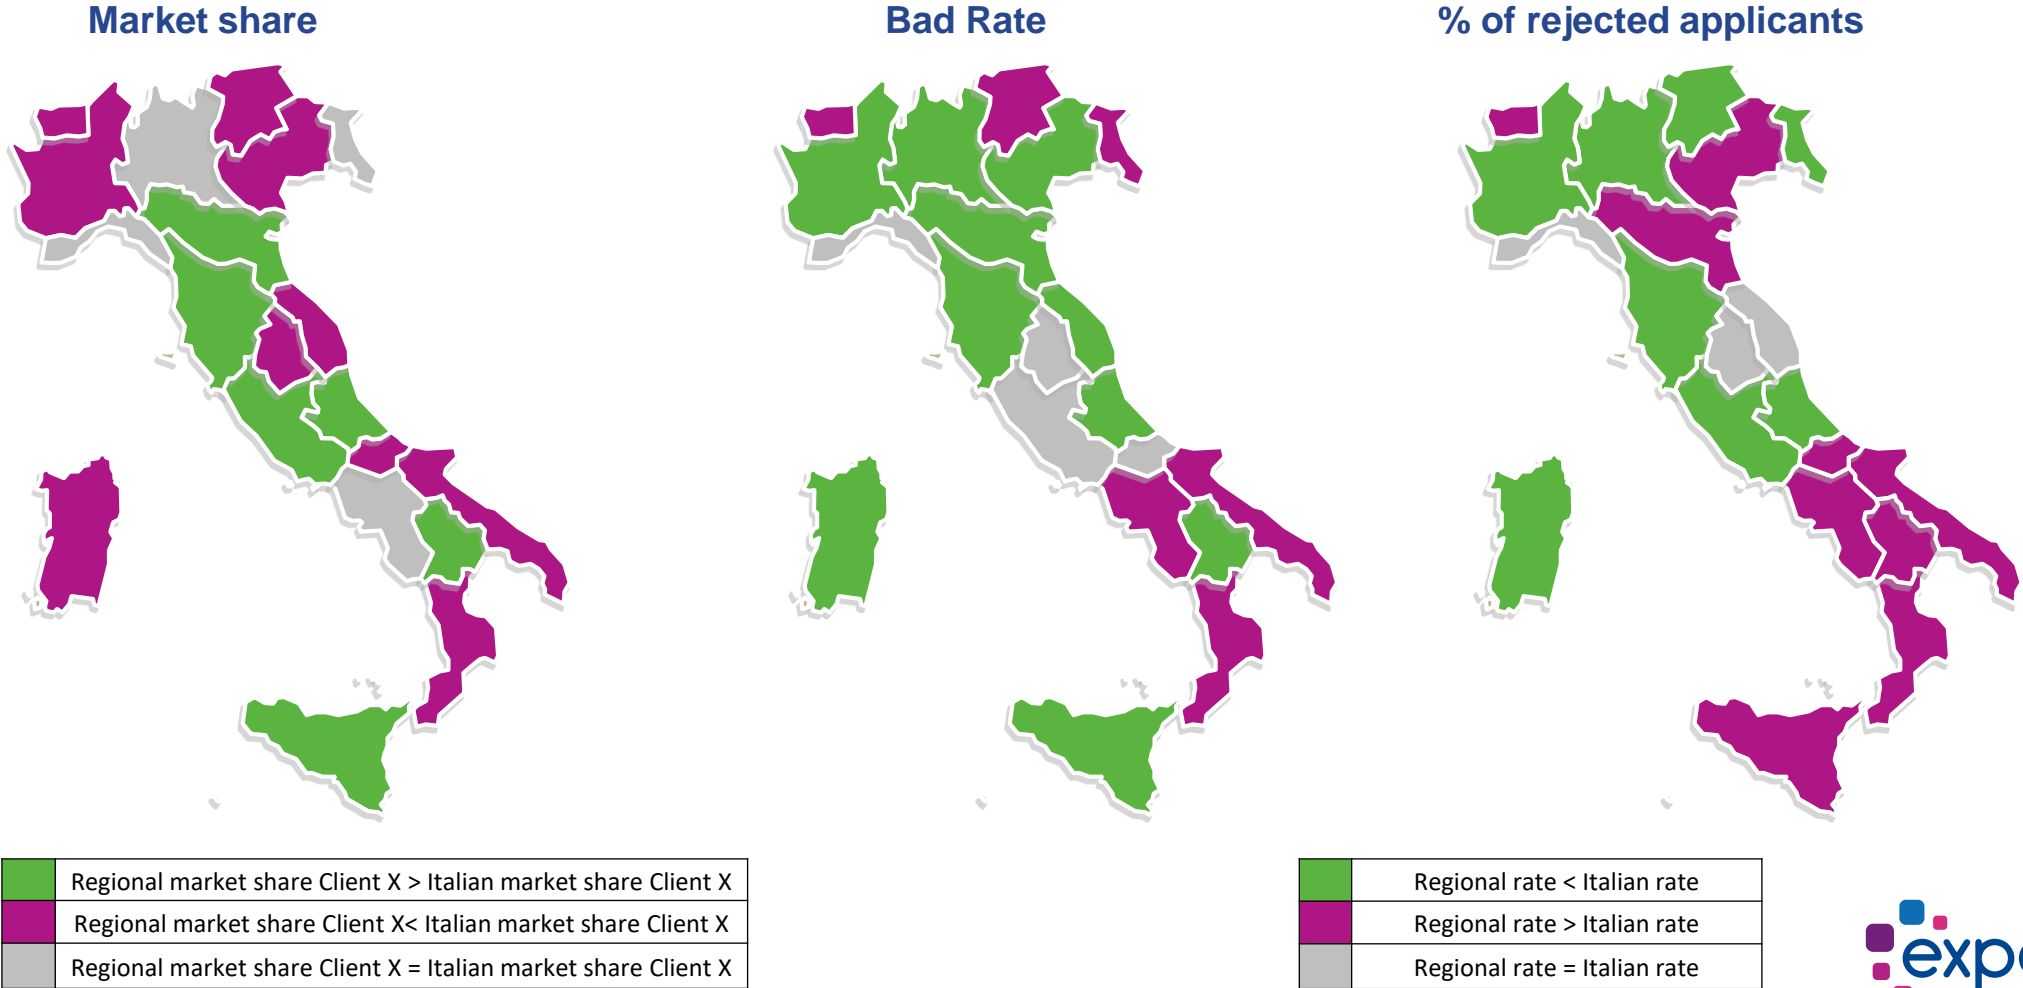 Market share
Bad Rate
% of rejected applicants
Regional market share Client X > Italian market share Client X
Regional market share Client X< Italian market share Client X
Regional market share Client X = Italian market share Client X
Regional rate < Italian rate
Regional rate > Italian rate
Regional rate = Italian rate